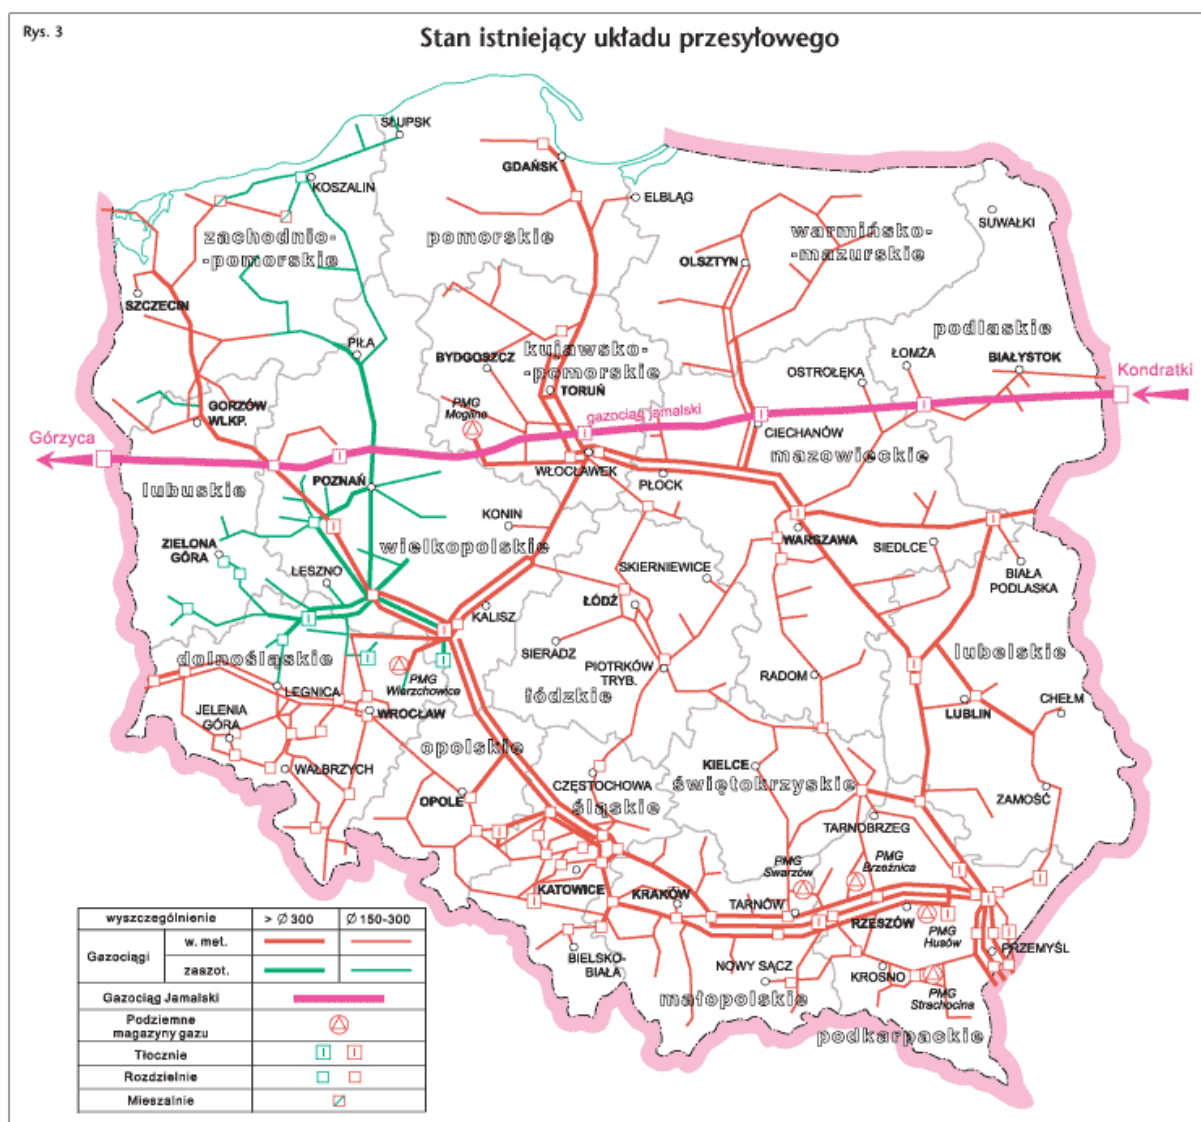 Rys. 3
Stan istniejący układu przesyłowego
SŁUPSK
GDAŃSK
KOSZALIN
ELBLĄG
SUWAŁKI
zachodnio-
-pomorskie
pomorskie
warmińsko-
-mazurskie
OLSZTYN
SZCZECIN
podlaskie
PIŁA
BYDGOSZCZ
kujawsko-
-pomorskie
ŁOMŻA
BIAŁYSTOK
OSTROŁĘKA
Kondratki
TORUŃ
PMG
Mogilno
gazociąg jamalski
GORZÓW
WLKP.
Górzyca
CIECHANÓW
mazowieckie
WŁOCŁAWEK
PŁOCK
lubuskie
POZNAŃ
KONIN
WARSZAWA
SIEDLCE
wielkopolskie
ZIELONA
GÓRA
LESZNO
SKIERNIEWICE
BIAŁA
PODLASKA
ŁÓDŹ
KALISZ
SIERADZ
PIOTRKÓW
TRYB.
lubelskie
dolnośląskie
RADOM
PMG
Wierzchowice
łódzkie
LEGNICA
LUBLIN
CHEŁM
JELENIA
GÓRA
WROCŁAW
opolskie
KIELCE
WAŁBRZYCH
CZĘSTOCHOWA
świętokrzyskie
OPOLE
śląskie
ZAMOŚĆ
TARNOBRZEG
PMG
Swarzów
PMG
Brzeźnica
KATOWICE
KRAKÓW
TARNÓW
RZESZÓW
PMG
Husów
PRZEMYŚL
BIELSKO-
BIAŁA
NOWY SĄCZ
KROSNO
małopolskie
PMG
Strachocina
podkarpackie
wyszczególnienie > Ø 300 Ø 150-300
Gazociągi w. met.
zaazot.
Gazociąg Jamalski
Podziemne
magazyny gazu
Tłocznie
Rozdzielnie
Mieszalnie